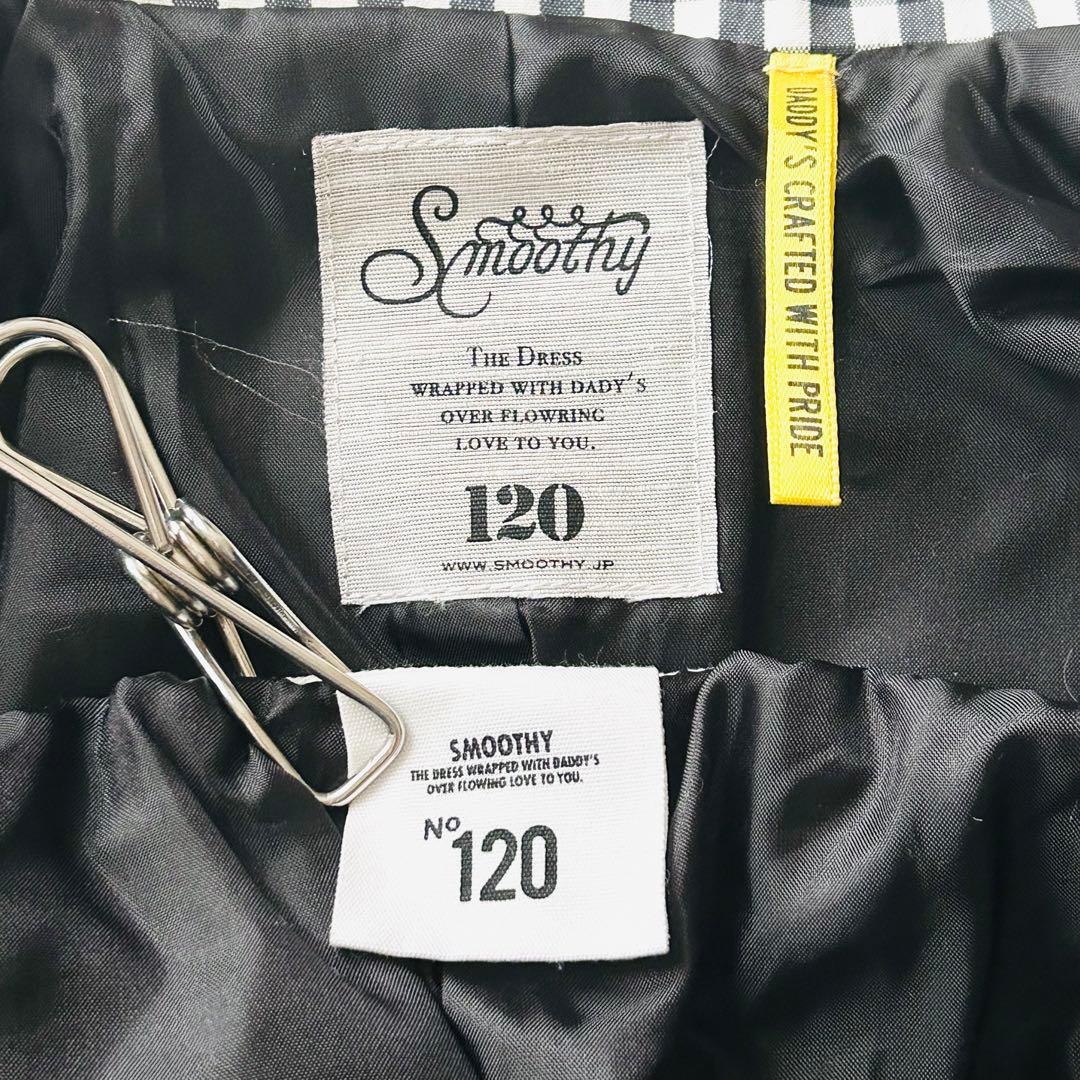 Smoothy
THE DRESS
WRAPPED WITH DADY'S
OVER FLOWRING
LOVE TO YOU.
120
WWW.SMOOTHY.JP
DADDY'S CRAFTED WITH PRIDE
SMOOTHY
THE DRESS WRAPPED WITH DADDY'S
OVER FLOWING LOVE TO YOU.
No 120